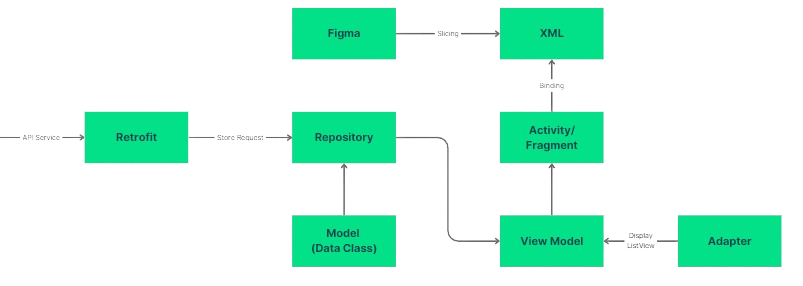 Figma
Slicing
XML
Binding
API Service
Retrofit
Store Request
Repository
Activity/
Fragment
Model
(Data Class)
View Model
Display
ListView
Adapter